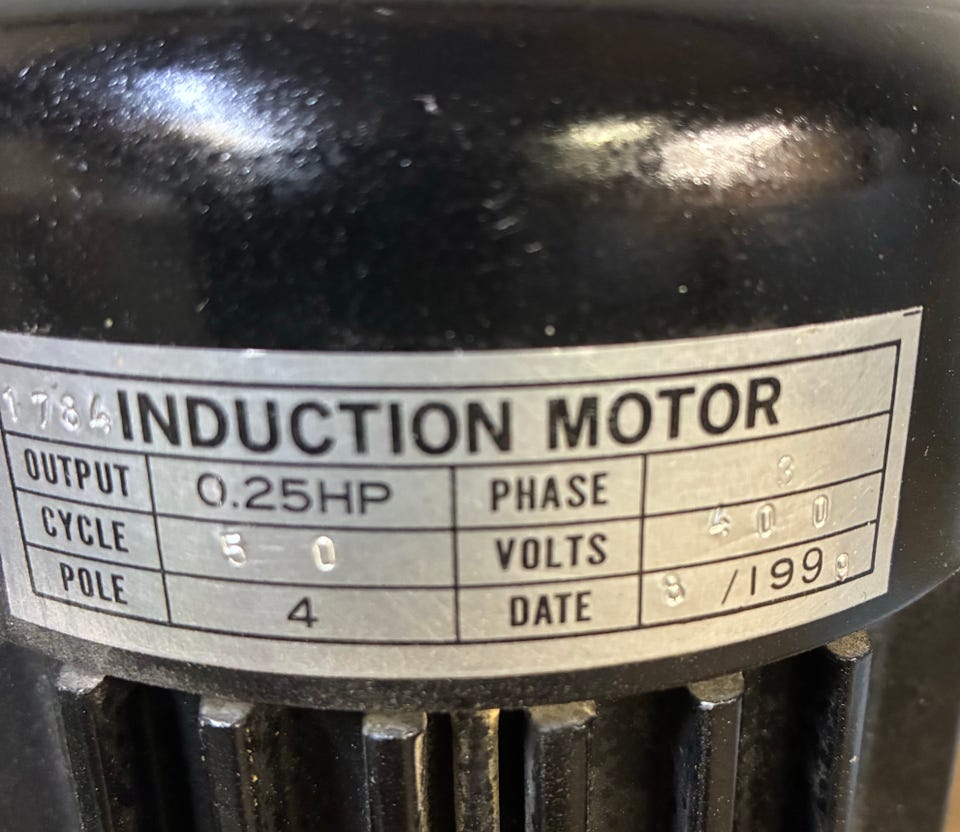 1784 INDUCTION MOTOR
OUTPUT 0.25HP PHASE 3
CYCLE 50 VOLTS 400
POLE 4 DATE 8/1999